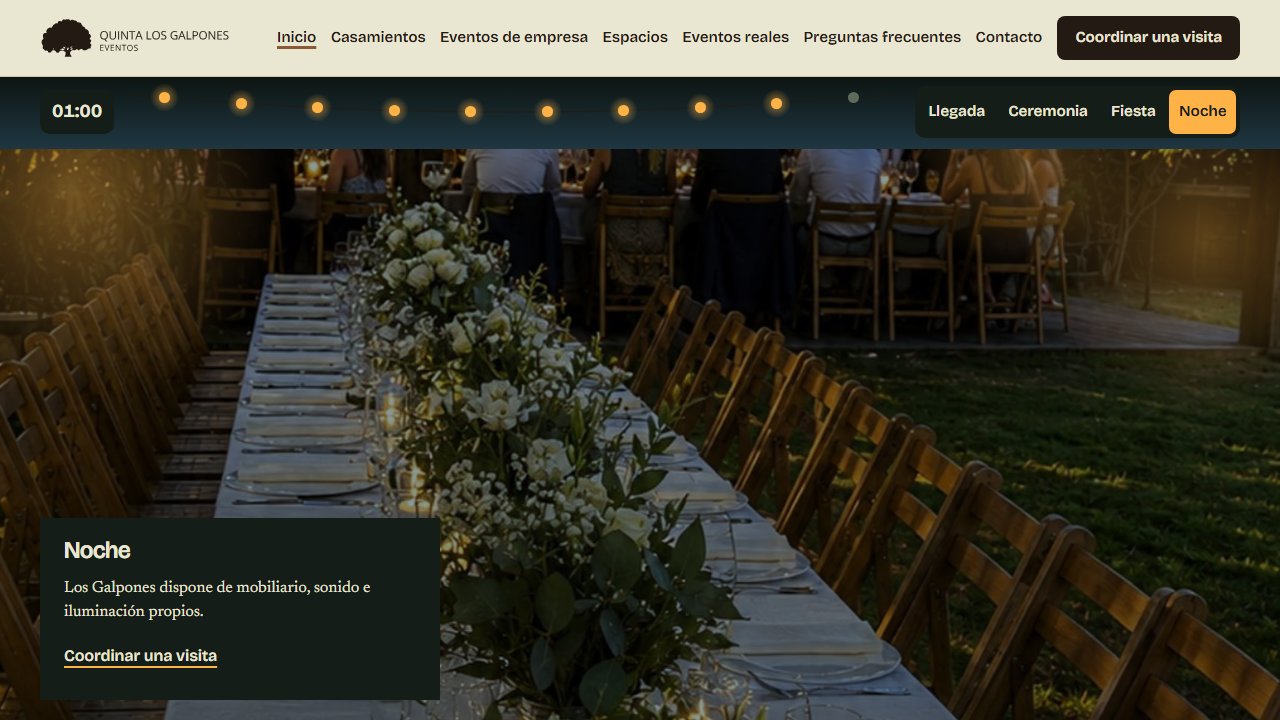 QUINTA LOS GALPONES
EVENTOS
Inicio Casamientos Eventos de empresa Espacios Eventos reales Preguntas frecuentes Contacto Coordinar una visita
01:00 Llegada Ceremonia Fiesta Noche
Noche
Los Galpones dispone de mobiliario, sonido e
iluminación propios.
Coordinar una visita